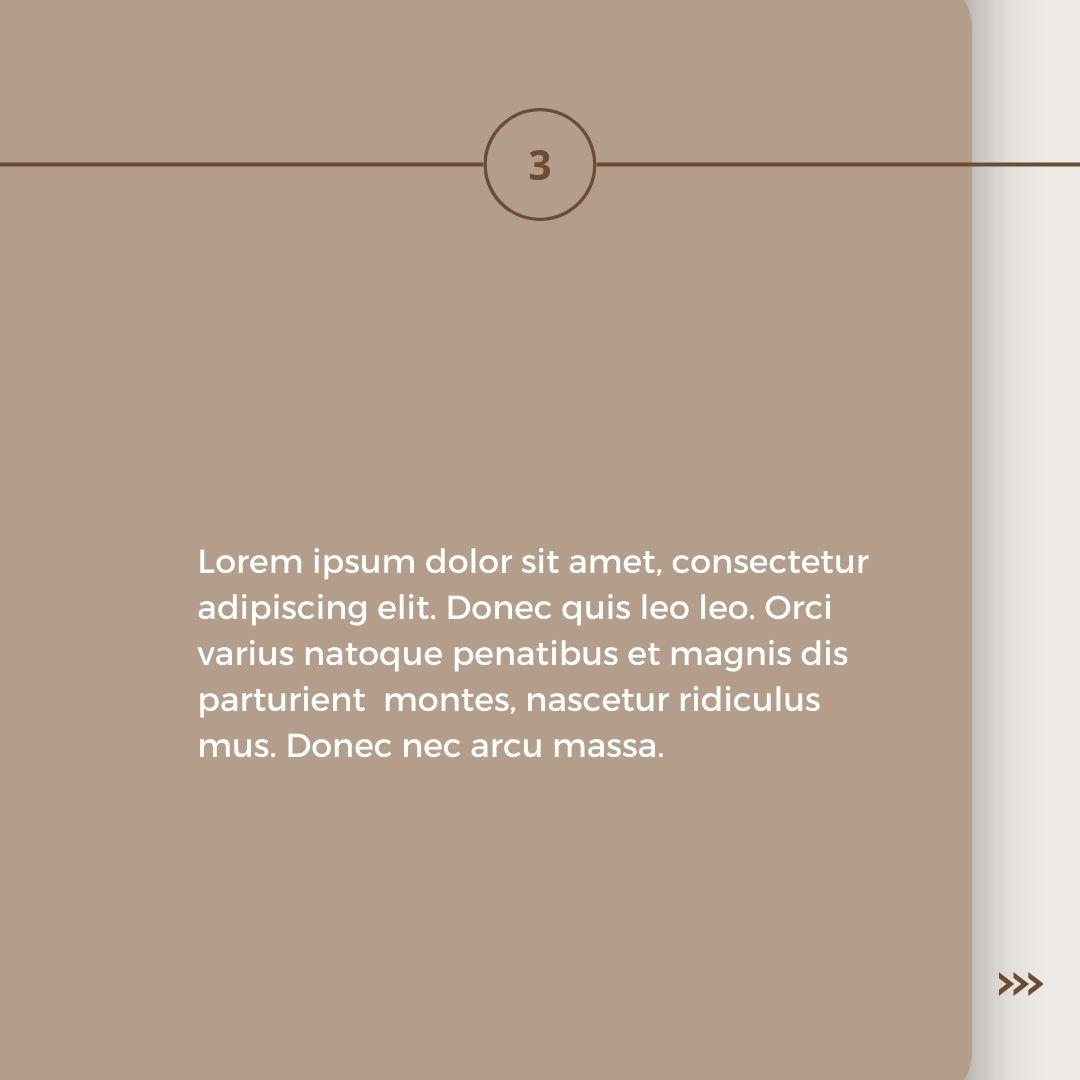 3
Lorem ipsum dolor sit amet, consectetur
adipiscing elit. Donec quis leo leo. Orci
varius natoque penatibus et magnis dis
parturient  montes, nascetur ridiculus
mus. Donec nec arcu massa.